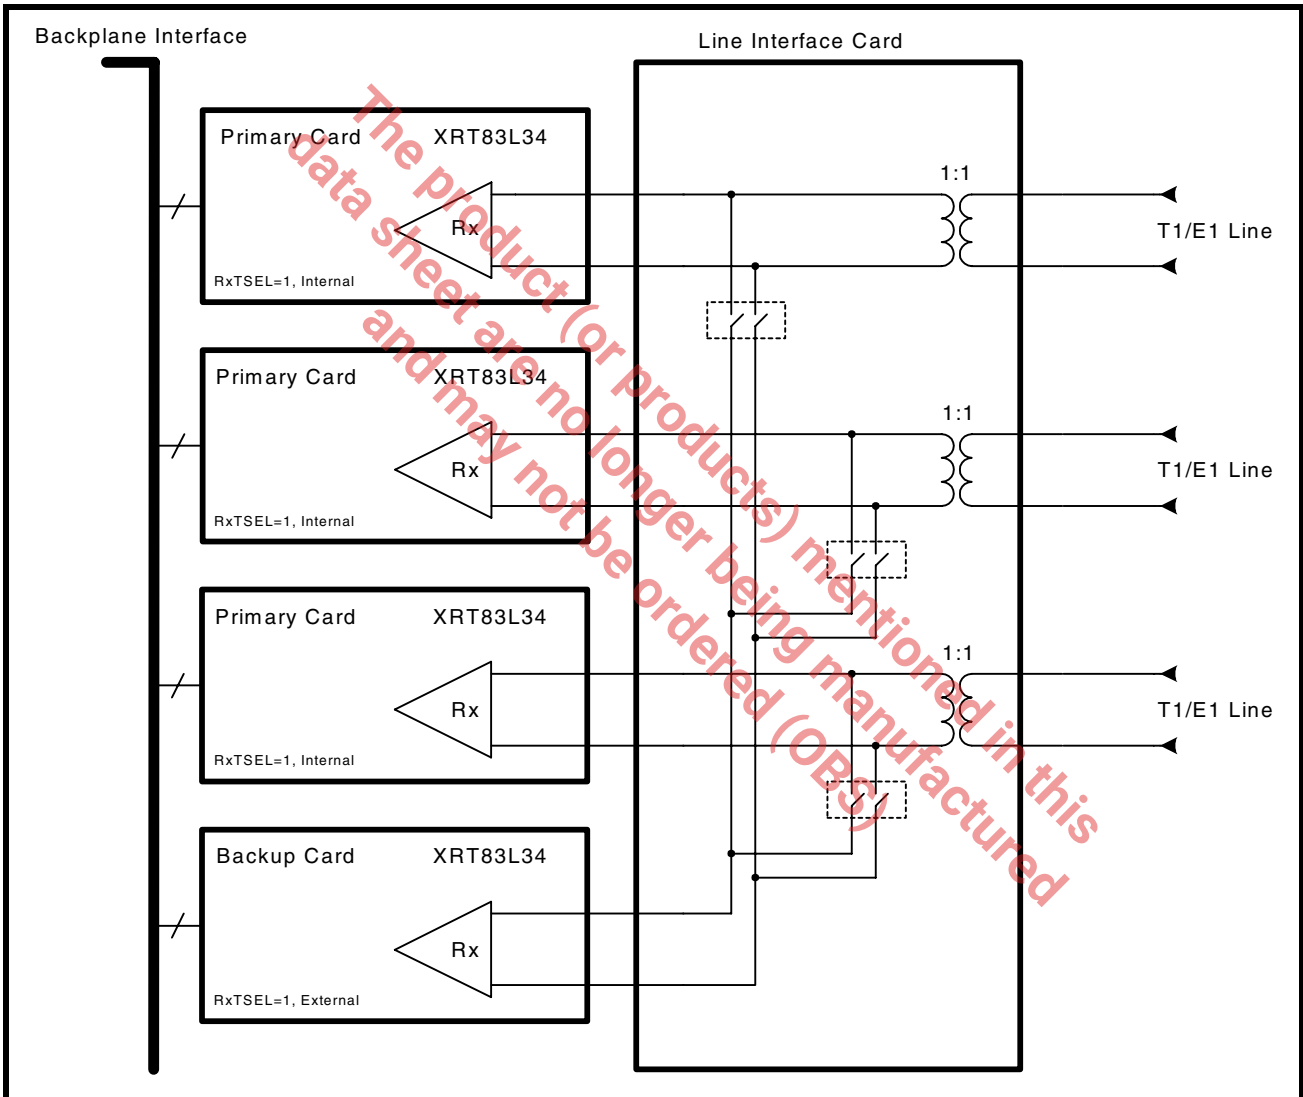 Backplane Interface
Line Interface Card
Primary Card XRT83L34
Rx
RxTSEL=1, Internal
1:1
T1/E1 Line
Primary Card XRT83L34
Rx
RxTSEL=1, Internal
1:1
T1/E1 Line
Primary Card XRT83L34
Rx
RxTSEL=1, Internal
1:1
T1/E1 Line
Backup Card XRT83L34
Rx
RxTSEL=1, External
The product (or products) mentioned in this
data sheet are no longer being manufactured
and may not be ordered (OBS)